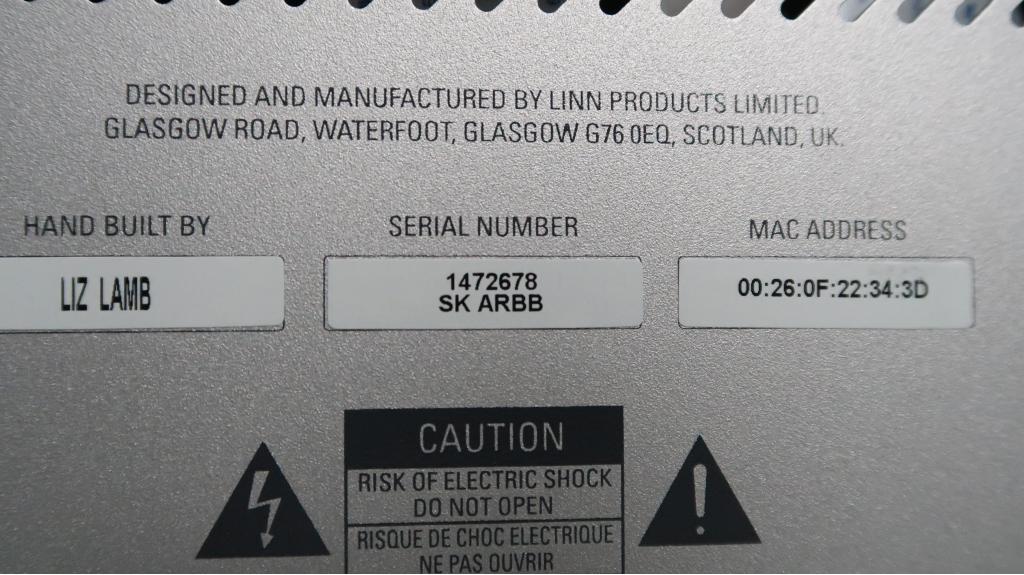 DESIGNED AND MANUFACTURED BY LINN PRODUCTS LIMITED.
GLASGOW ROAD, WATERFOOT, GLASGOW G76 0EQ, SCOTLAND, UK.
HAND BUILT BY
LIZ LAMB
SERIAL NUMBER
1472678
SK ARBB
MAC ADDRESS
00:26:0F:22:34:3D
CAUTION
RISK OF ELECTRIC SHOCK
DO NOT OPEN
RISQUE DE CHOC ELECTRIQUE
NE PAS OUVRIR